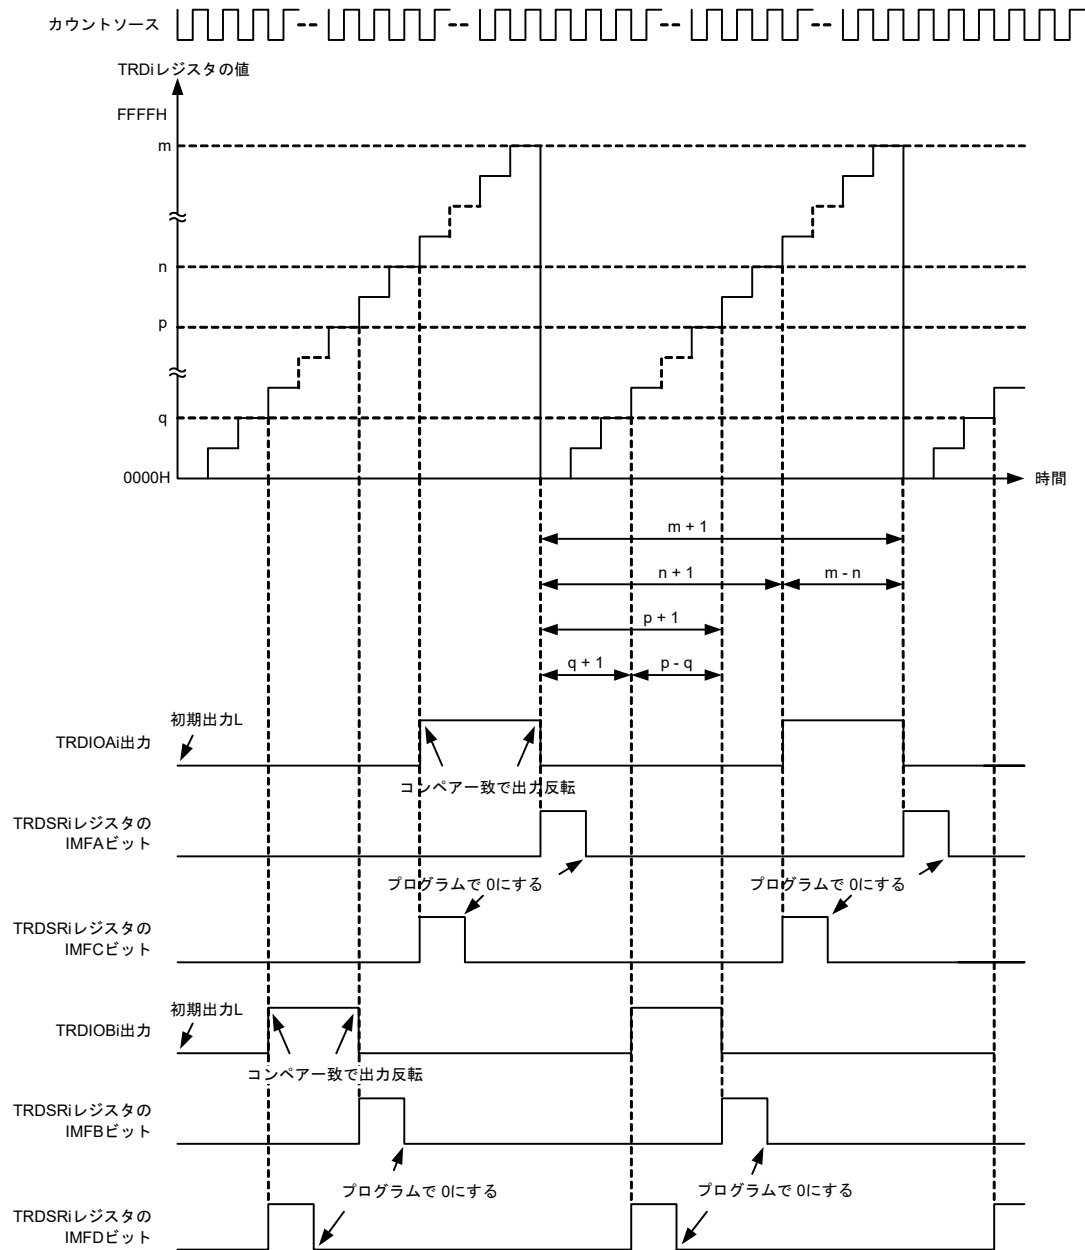 カウントソース
TRDiレジスタの値
FFFFH
m
n
p
q
0000H
時間
m + 1
n + 1
m - n
p + 1
q + 1
p - q
初期出力L
TRDIOAi出力
コンペア一致で出力反転
TRDSRiレジスタの
IMFAビット
プログラムで 0にする
プログラムで 0にする
TRDSRiレジスタの
IMFCビット
初期出力L
TRDIOBi出力
コンペア一致で出力反転
TRDSRiレジスタの
IMFBビット
プログラムで 0にする
プログラムで 0にする
TRDSRiレジスタの
IMFDビット